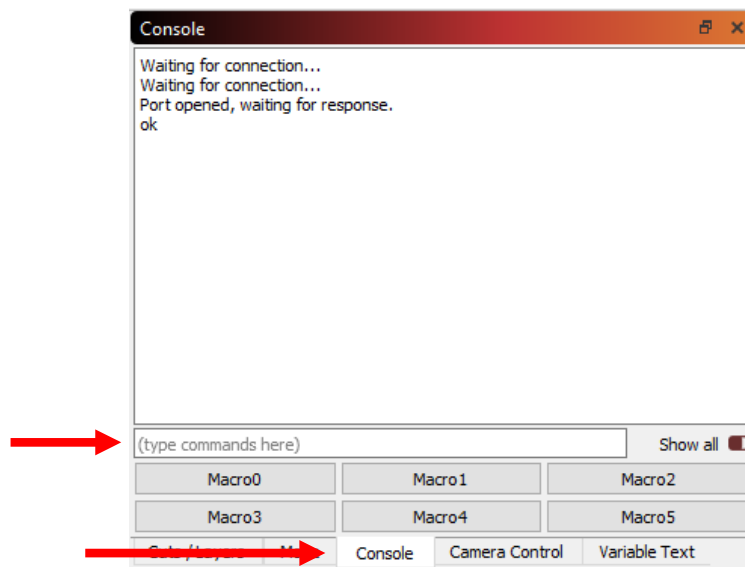 Console
Waiting for connection...
Waiting for connection...
Port opened, waiting for response.
ok
(type commands here)
Show all
Macro0 Macro1 Macro2
Macro3 Macro4 Macro5
Console Camera Control Variable Text